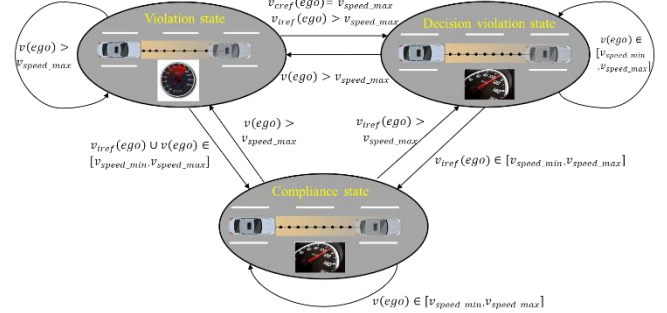 v_cref(ego) = v_speed_max
v_iref(ego) > v_speed_max
Violation state
Decision violation state
v(ego) >
v_speed_max
v(ego) ∈
[v_speed_min
,v_speed_max]
v(ego) > v_speed_max
v(ego) >
v_speed_max
v_iref(ego) >
v_speed_max
v_iref(ego) ∪ v(ego) ∈
[v_speed_min, v_speed_max]
v_iref(ego) ∈ [v_speed_min, v_speed_max]
Compliance state
v(ego) ∈ [v_speed_min, v_speed_max]